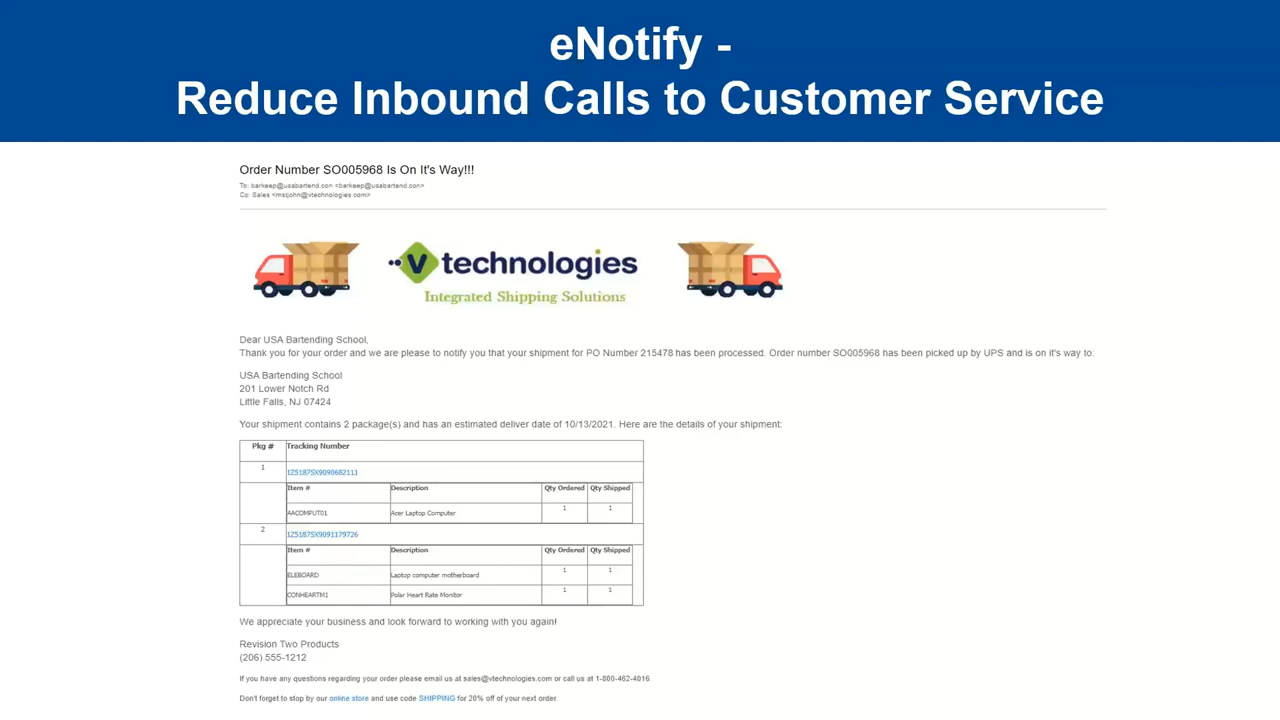 eNotify -
Reduce Inbound Calls to Customer Service
Order Number SO005968 Is On It's Way!!!
To: barkeep@usabartend.con <barkeep@usabartend.con>
Cc: Sales <mstjohn@vtechnologies.com>
V technologies
Integrated Shipping Solutions
Dear USA Bartending School,
Thank you for your order and we are please to notify you that your shipment for PO Number 215478 has been processed. Order number SO005968 has been picked up by UPS and is on it's way to:
USA Bartending School
201 Lower Notch Rd
Little Falls, NJ 07424
Your shipment contains 2 package(s) and has an estimated deliver date of 10/13/2021. Here are the details of your shipment:
Pkg # Tracking Number
1 1Z5187SX9090682111
Item # Description Qty Ordered Qty Shipped
AACOMPUT01 Acer Laptop Computer 1 1
2 1Z5187SX9091179726
Item # Description Qty Ordered Qty Shipped
ELEBOARD Laptop computer motherboard 1 1
CONHEARTM1 Polar Heart Rate Monitor 1 1
We appreciate your business and look forward to working with you again!
Revision Two Products
(206) 555-1212
If you have any questions regarding your order please email us at sales@vtechnologies.com or call us at 1-800-462-4016
Don't forget to stop by our online store and use code SHIPPING for 20% off of your next order.